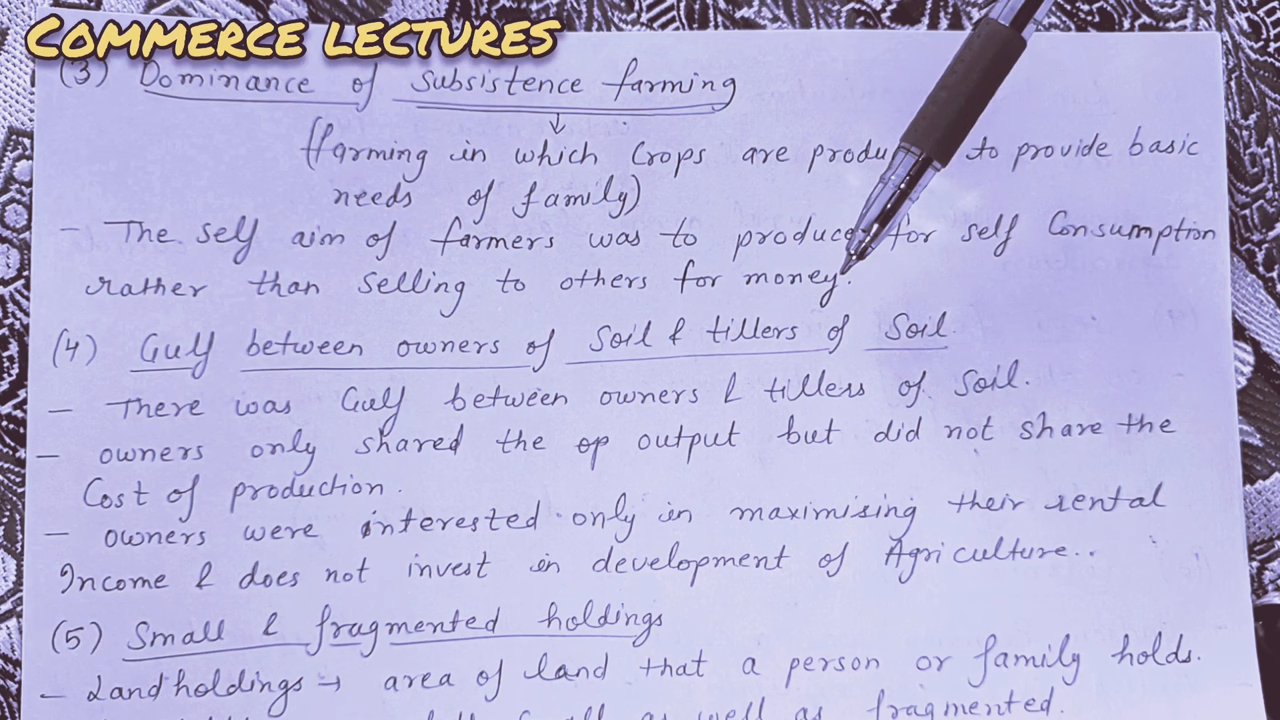 COMMERCE LECTURES
(3) Dominance of subsistence farming
(farming in which Crops are produ to provide basic
needs of family)
- The self aim of farmers was to produce for self Consumption
rather than selling to others for money.
(4) Gulf between owners of Soil & tillers of Soil
- There was Gulf between owners & tillers of Soil.
- owners only shared the op output but did not share the
Cost of production.
- owners were interested only in maximising their rental
Income & does not invest in development of Agriculture..
(5) Small & fragmented holdings
- Landholdings → area of land that a person or family holds.
as well as fragmented.